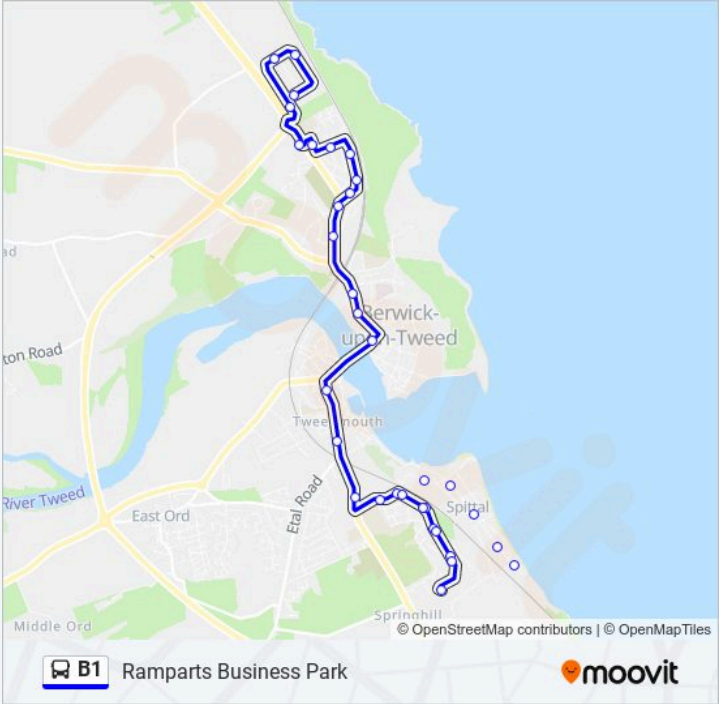 Berwick-
upon-Tweed
ton Road
Tweedmouth
River Tweed
East Ord
Etal Road
Spittal
Middle Ord
Springhill
© OpenStreetMap contributors | © OpenMapTiles
B1 Ramparts Business Park
moovit